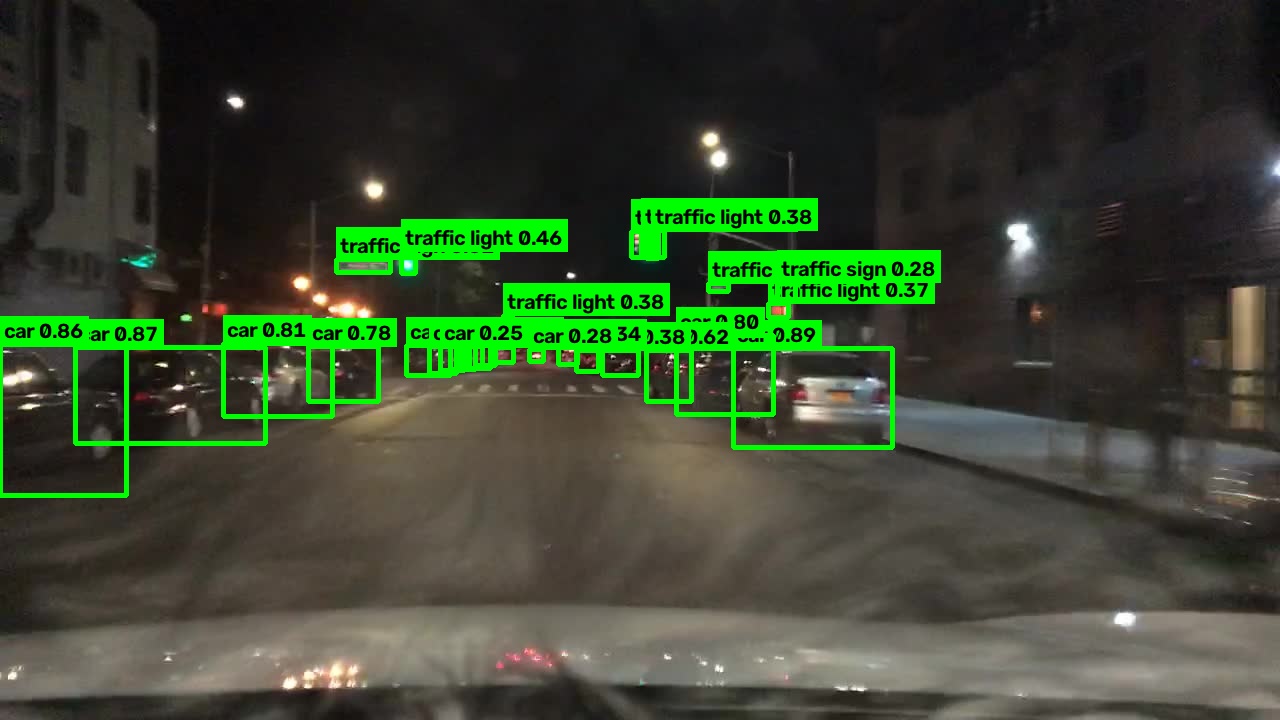 traffic light 0.38
traffic light 0.46
traffic
traffic sign 0.28
traffic light 0.37
traffic light 0.38
car 0.80
car 0.86
car 0.87
car 0.81
car 0.78
car 0.25
car 0.28
34
0.38
0.62
car 0.89